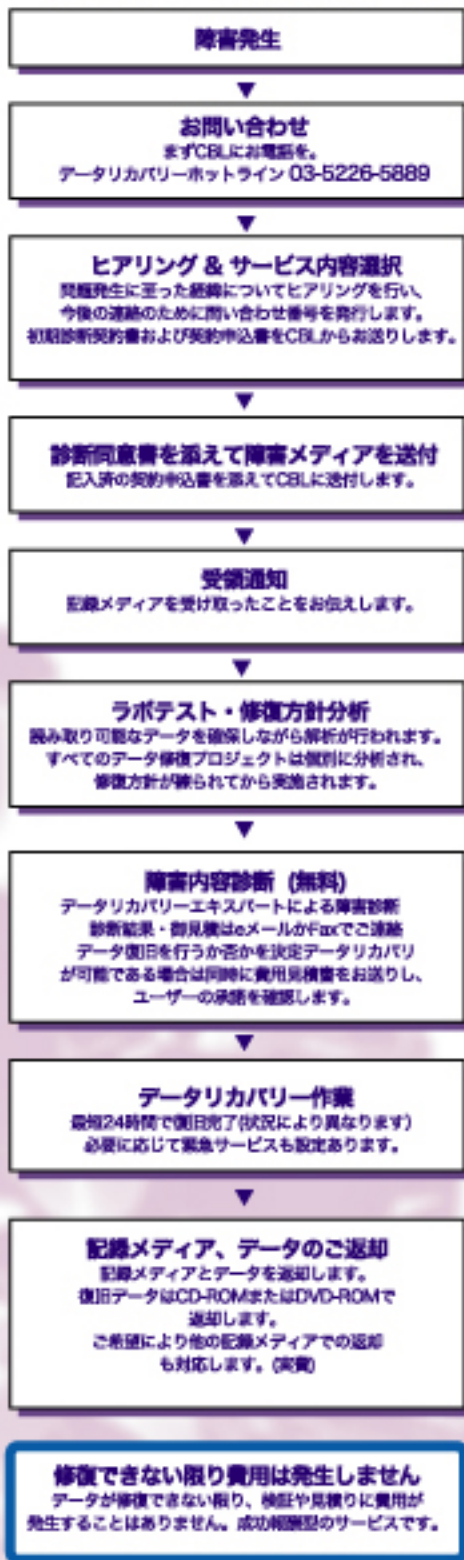 障害発生
お問い合わせ
まずCBLにお電話を。
データリカバリーホットライン 03-5226-5889
ヒアリング & サービス内容選択
問題発生に至った経緯についてヒアリングを行い、
今後の連絡のために問い合わせ番号を発行します。
初期診断契約書および契約申込書をCBLからお送りします。
診断同意書を添えて障害メディアを送付
記入済の契約申込書を添えてCBLに送付します。
受領通知
記録メディアを受け取ったことをお伝えします。
ラボテスト・修復方針分析
読み取り可能なデータを確保しながら解析が行われます。
すべてのデータ修復プロジェクトは個別に分析され、
修復方針が練られてから実施されます。
障害内容診断 (無料)
データリカバリーエキスパートによる障害診断
診断結果・御見積はeメールかFaxでご連絡
データ復旧を行うか否かを決定データリカバリ
が可能である場合は同時に費用見積書をお送りし、
ユーザーの承諾を確認します。
データリカバリー作業
最短24時間で復旧完了(状況により異なります)
必要に応じて緊急サービスも設定あります。
記録メディア、データのご返却
記録メディアとデータを返却します。
復旧データはCD-ROMまたはDVD-ROMで
返却します。
ご希望により他の記録メディアでの返却
も対応します。(実費)
修復できない限り費用は発生しません
データが修復できない限り、検証や見積りに費用が
発生することはありません。成功報酬型のサービスです。